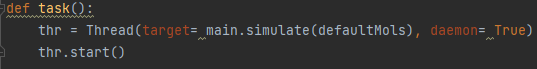 def task():
    thr = Thread(target= main.simulate(defaultMols), daemon= True)
    thr.start()